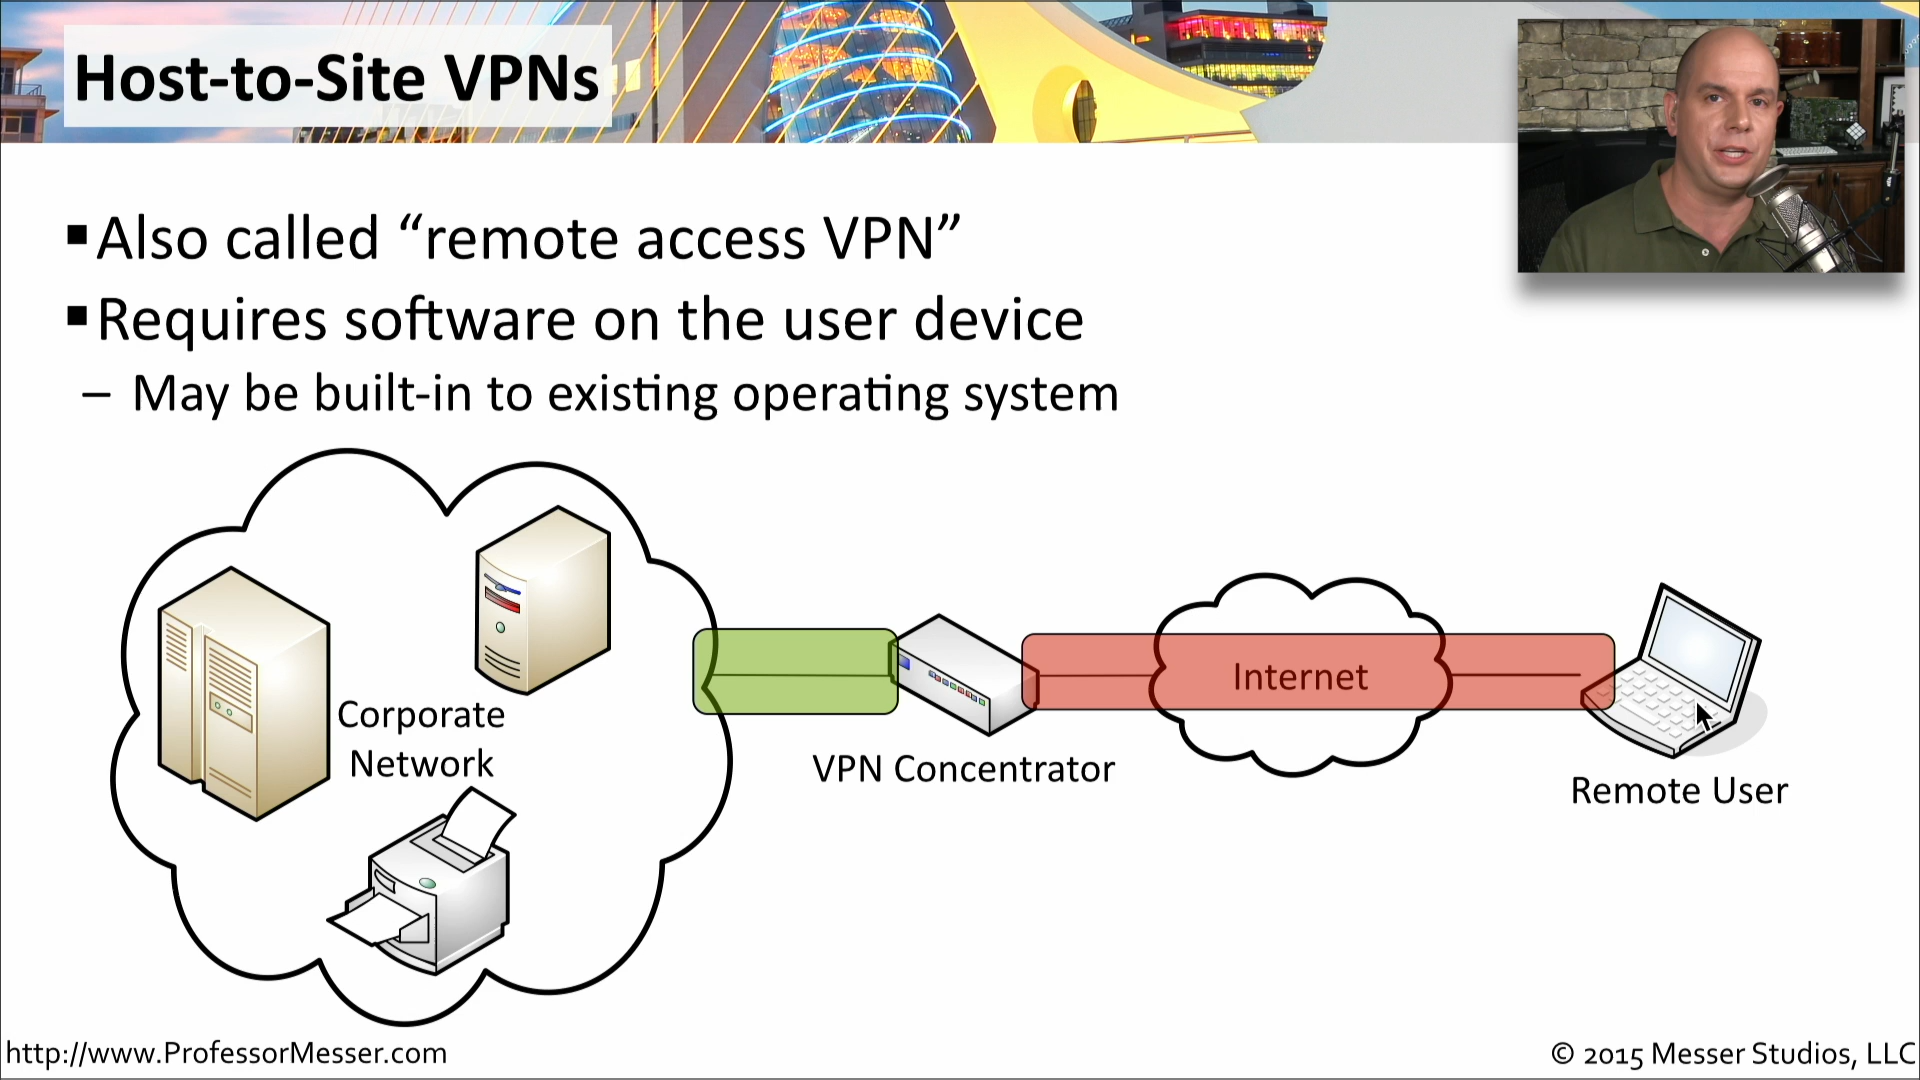 Host-to-Site VPNs
▪Also called “remote access VPN”
▪Requires software on the user device
– May be built-in to existing operating system
Corporate
Network
VPN Concentrator
Internet
Remote User
http://www.ProfessorMesser.com
© 2015 Messer Studios, LLC